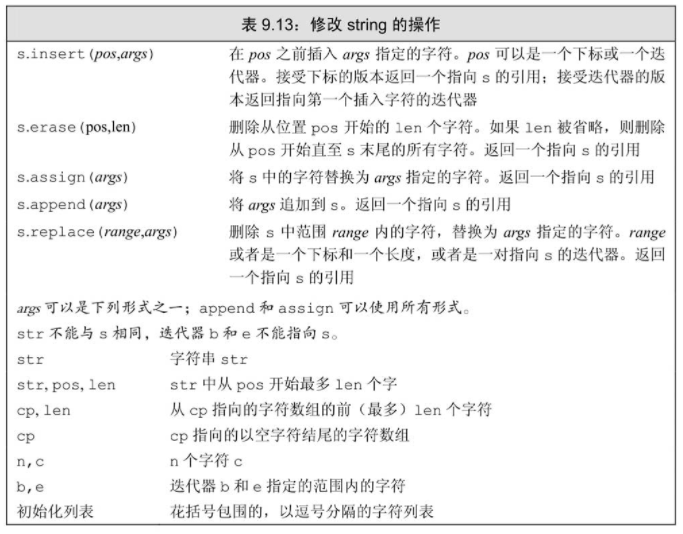 表 9.13：修改 string 的操作
s.insert(pos,args) 在 pos 之前插入 args 指定的字符。pos 可以是一个下标或一个迭
代器。接受下标的版本返回一个指向 s 的引用；接受迭代器的版
本返回指向第一个插入字符的迭代器
s.erase(pos,len) 删除从位置 pos 开始的 len 个字符。如果 len 被省略，则删除
从 pos 开始直至 s 末尾的所有字符。返回一个指向 s 的引用
s.assign(args) 将 s 中的字符替换为 args 指定的字符。返回一个指向 s 的引用
s.append(args) 将 args 追加到 s。返回一个指向 s 的引用
s.replace(range,args) 删除 s 中范围 range 内的字符，替换为 args 指定的字符。range
或者是一个下标和一个长度，或者是一对指向 s 的迭代器。返回
一个指向 s 的引用
args 可以是下列形式之一；append 和 assign 可以使用所有形式。
str 不能与 s 相同，迭代器 b 和 e 不能指向 s。
str 字符串 str
str,pos,len str 中从 pos 开始最多 len 个字
cp,len 从 cp 指向的字符数组的前（最多）len 个字符
cp cp 指向的以空字符结尾的字符数组
n,c n 个字符 c
b,e 迭代器 b 和 e 指定的范围内的字符
初始化列表 花括号包围的，以逗号分隔的字符列表